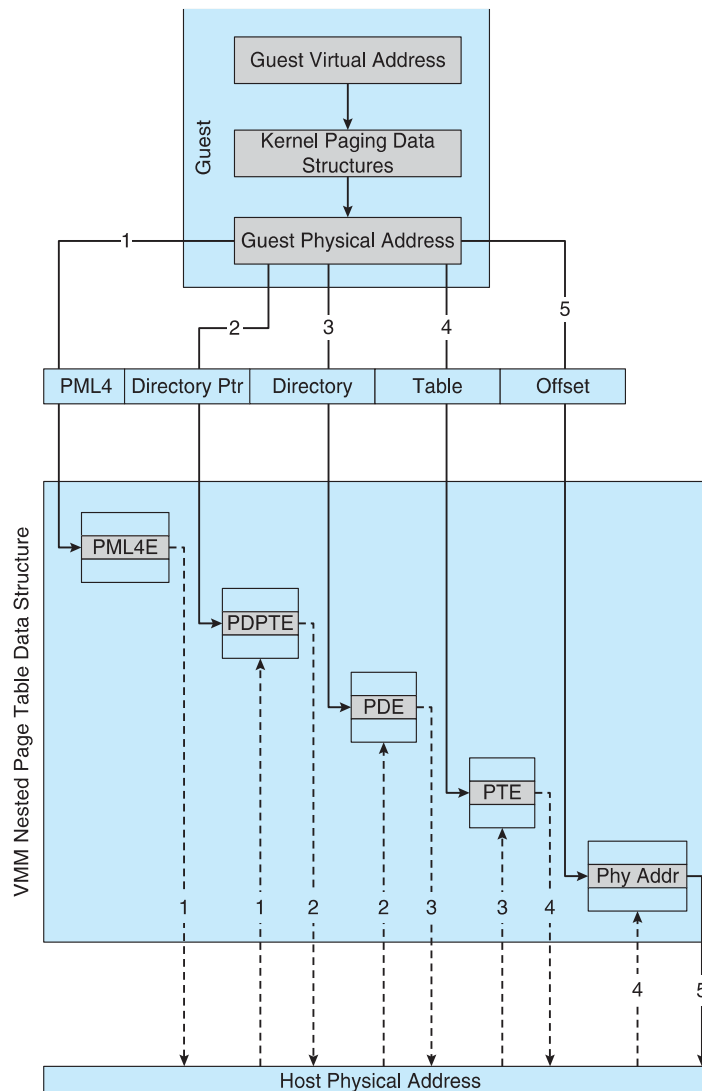 Guest Virtual Address
Kernel Paging Data
Structures
Guest
Guest Physical Address
1
2
3
4
5
PML4
Directory Ptr
Directory
Table
Offset
VMM Nested Page Table Data Structure
PML4E
PDPTE
PDE
PTE
Phy Addr
1
1
2
2
3
3
4
4
5
Host Physical Address